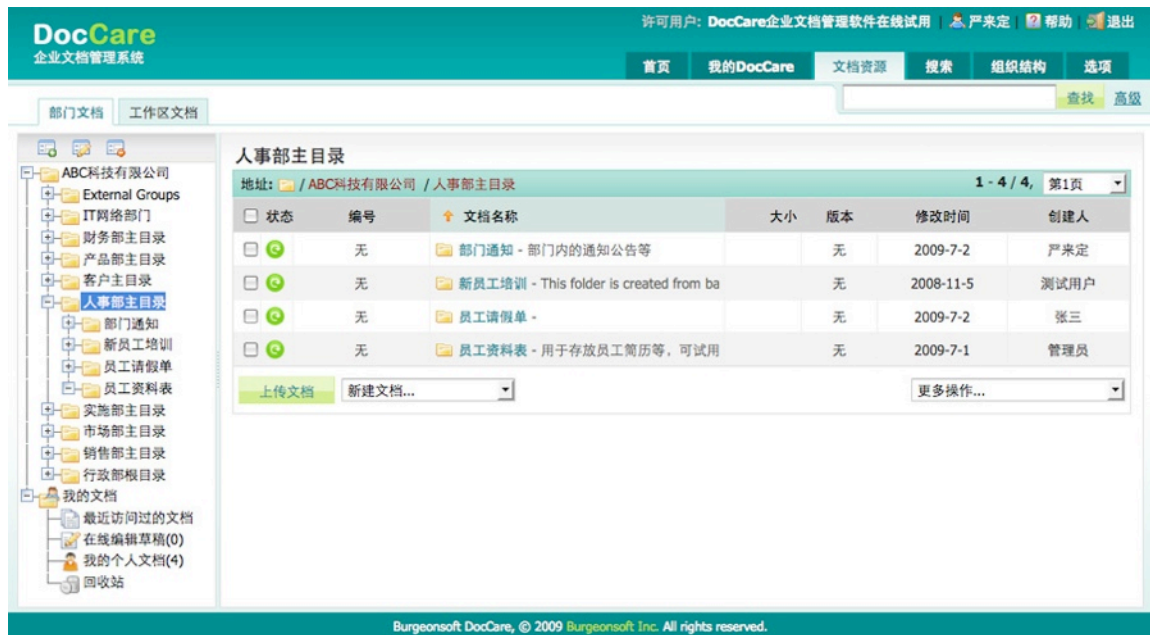 DocCare
企业文档管理系统
许可用户: DocCare企业文档管理软件在线试用 | 严来定 | 帮助 | 退出
首页 我的DocCare 文档资源 搜索 组织结构 选项
查找 高级
部门文档 工作区文档
ABC科技有限公司
External Groups
IT网络部门
财务部主目录
产品部主目录
客户主目录
人事部主目录
部门通知
新员工培训
员工请假单
员工资料表
实施部主目录
市场部主目录
销售部主目录
行政部根目录
我的文档
最近访问过的文档
在线编辑草稿(0)
我的个人文档(4)
回收站
人事部主目录
地址: / ABC科技有限公司 / 人事部主目录 1 - 4 / 4, 第1页
状态 编号 文档名称 大小 版本 修改时间 创建人
无 部门通知 - 部门内的通知公告等 无 2009-7-2 严来定
无 新员工培训 - This folder is created from ba 无 2008-11-5 测试用户
无 员工请假单 - 无 2009-7-2 张三
无 员工资料表 - 用于存放员工简历等，可试用 无 2009-7-1 管理员
上传文档 新建文档... 更多操作...
Burgeonsoft DocCare, © 2009 Burgeonsoft Inc. All rights reserved.